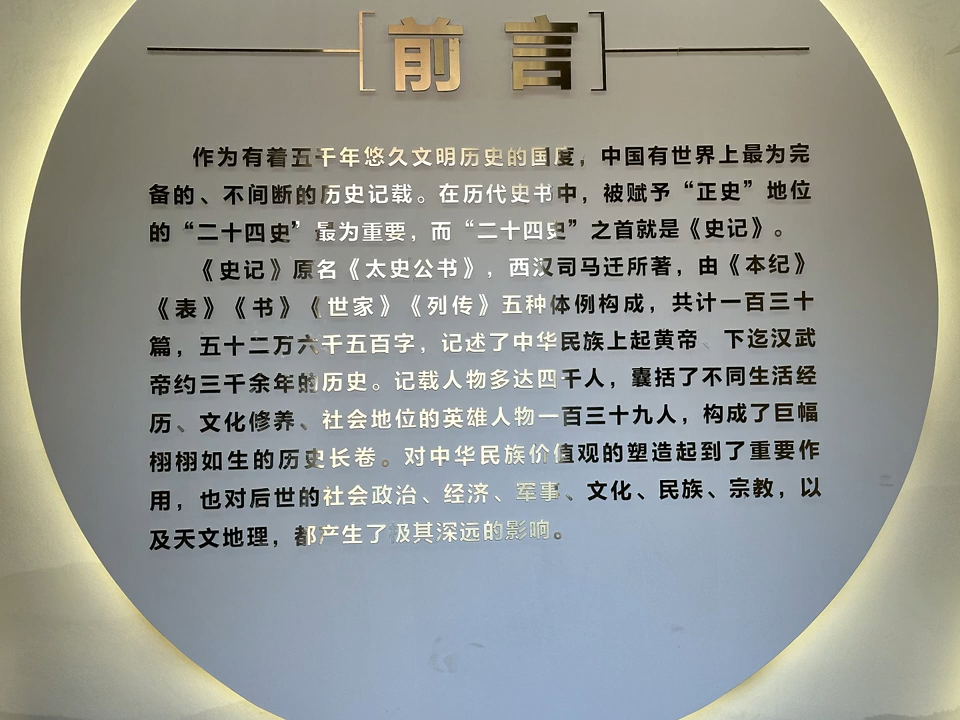 前言
作为有着五千年悠久文明历史的国度，中国有世界上最为完
备的、不间断的历史记载。在历代史书中，被赋予“正史”地位
的“二十四史”最为重要，而“二十四史”之首就是《史记》。
《史记》原名《太史公书》，西汉司马迁所著，由《本纪》
《表》《书》《世家》《列传》五种体例构成，共计一百三十
篇，五十二万六千五百字，记述了中华民族上起黄帝、下迄汉武
帝约三千余年的历史。记载人物多达四千人，囊括了不同生活经
历、文化修养、社会地位的英雄人物一百三十九人，构成了巨幅
栩栩如生的历史长卷。对中华民族价值观的塑造起到了重要作
用，也对后世的社会政治、经济、军事、文化、民族、宗教，以
及天文地理，都产生了极其深远的影响。